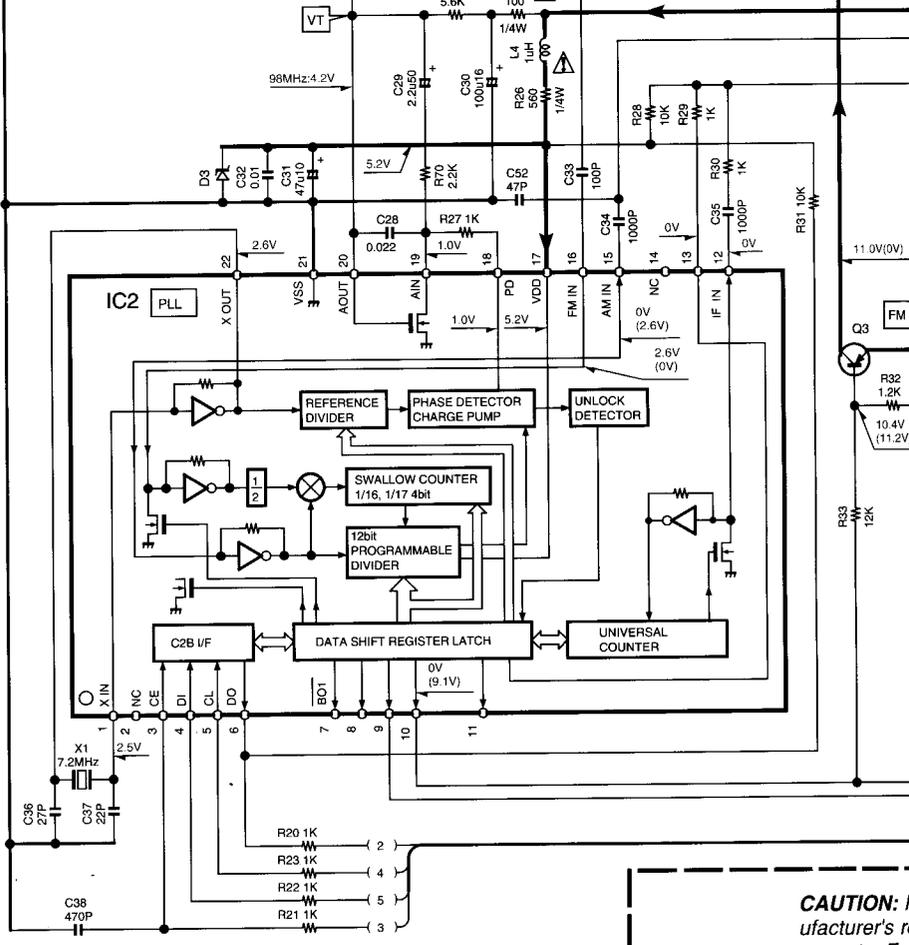 5.6K
100
1/4W
VT
L4
1uH
98MHz:4.2V
C29
2.2u50
C30
100u16
R26
560
1/4W
R28
10K
R29
1K
D3
C32
0.01
C31
47u10
5.2V
R70
2.2K
C52
47P
C33
100P
R30
1K
C34
1000P
C35
1000P
R31 10K
C28
0.022
R27 1K
1.0V
2.6V
0V
0V
11.0V(0V)
22
21
20
19
18
17
16
15
14
13
12
IC2
PLL
X OUT
VSS
AOUT
AIN
PD
VDD
FM IN
AM IN
NC
IF IN
1.0V
5.2V
0V
(2.6V)
2.6V
(0V)
FM
Q3
R32
1.2K
10.4V
(11.2V
R33
12K
REFERENCE
DIVIDER
PHASE DETECTOR
CHARGE PUMP
UNLOCK
DETECTOR
1
2
SWALLOW COUNTER
1/16, 1/17 4bit
12bit
PROGRAMMABLE
DIVIDER
C2B I/F
DATA SHIFT REGISTER LATCH
UNIVERSAL
COUNTER
0V
(9.1V)
X IN
NC
CE
DI
CL
DO
BO1
1
2
3
4
5
6
7
8
9
10
11
X1
7.2MHz
2.5V
C36
27P
C37
22P
R20 1K
( 2 )
R23 1K
( 4 )
R22 1K
( 5 )
R21 1K
( 3 )
C38
470P
CAUTION:
ufacturer's